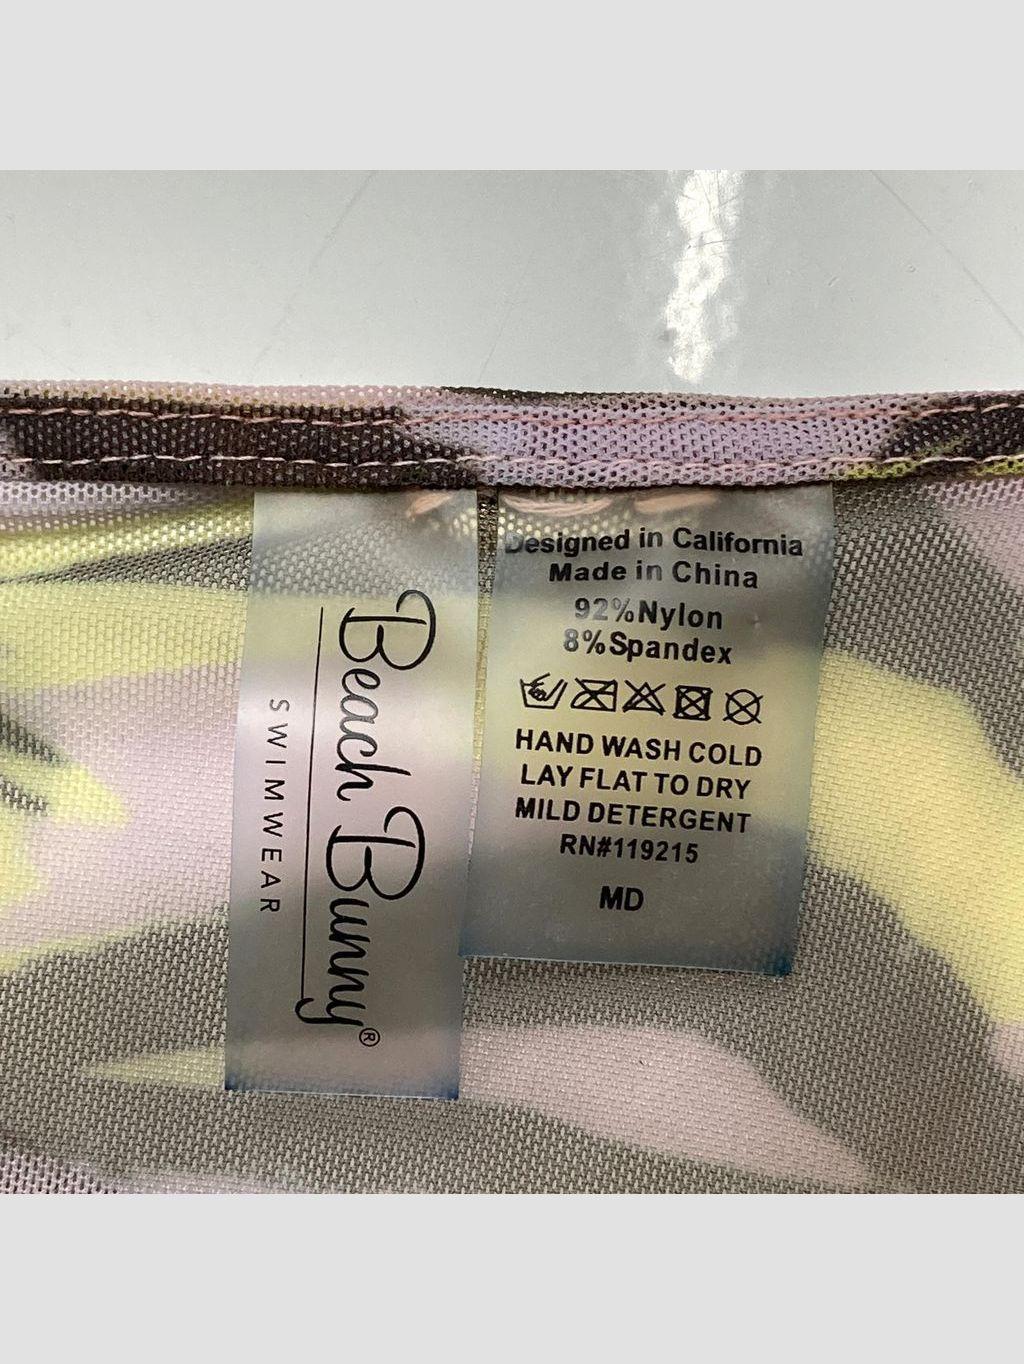 Beach Bunny®
SWIMWEAR
Designed in California
Made in China
92%Nylon
8%Spandex
HAND WASH COLD
LAY FLAT TO DRY
MILD DETERGENT
RN#119215
MD